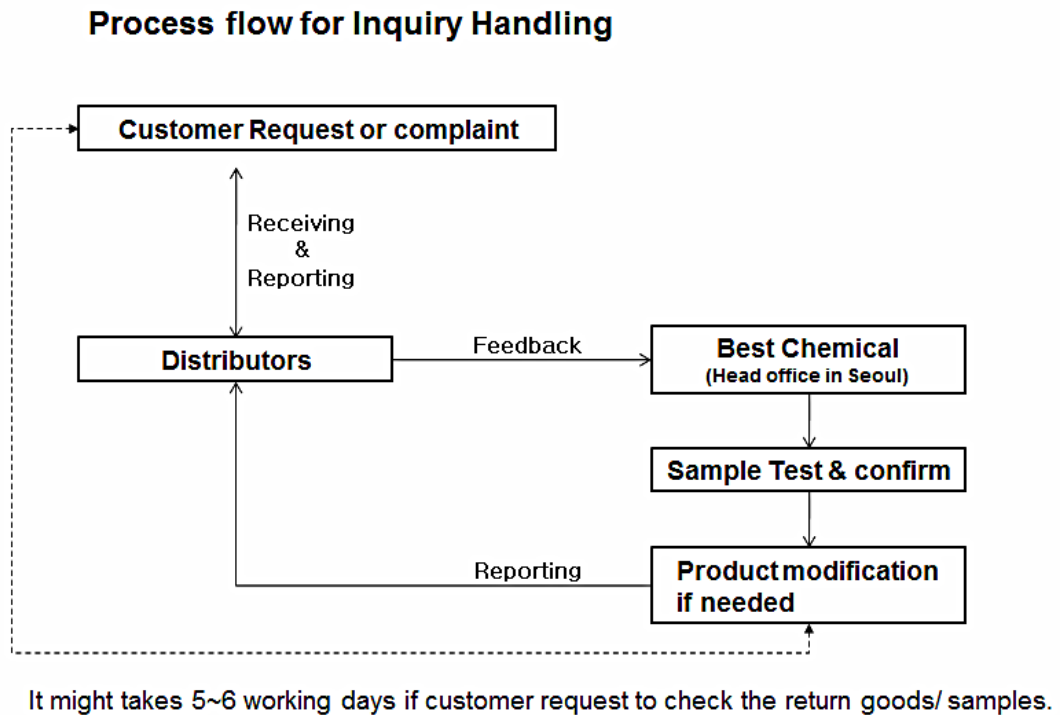 Process flow for Inquiry Handling
Customer Request or complaint
Receiving
&
Reporting
Distributors
Feedback
Best Chemical
(Head office in Seoul)
Sample Test & confirm
Reporting
Product modification
if needed
It might takes 5~6 working days if customer request to check the return goods/ samples.